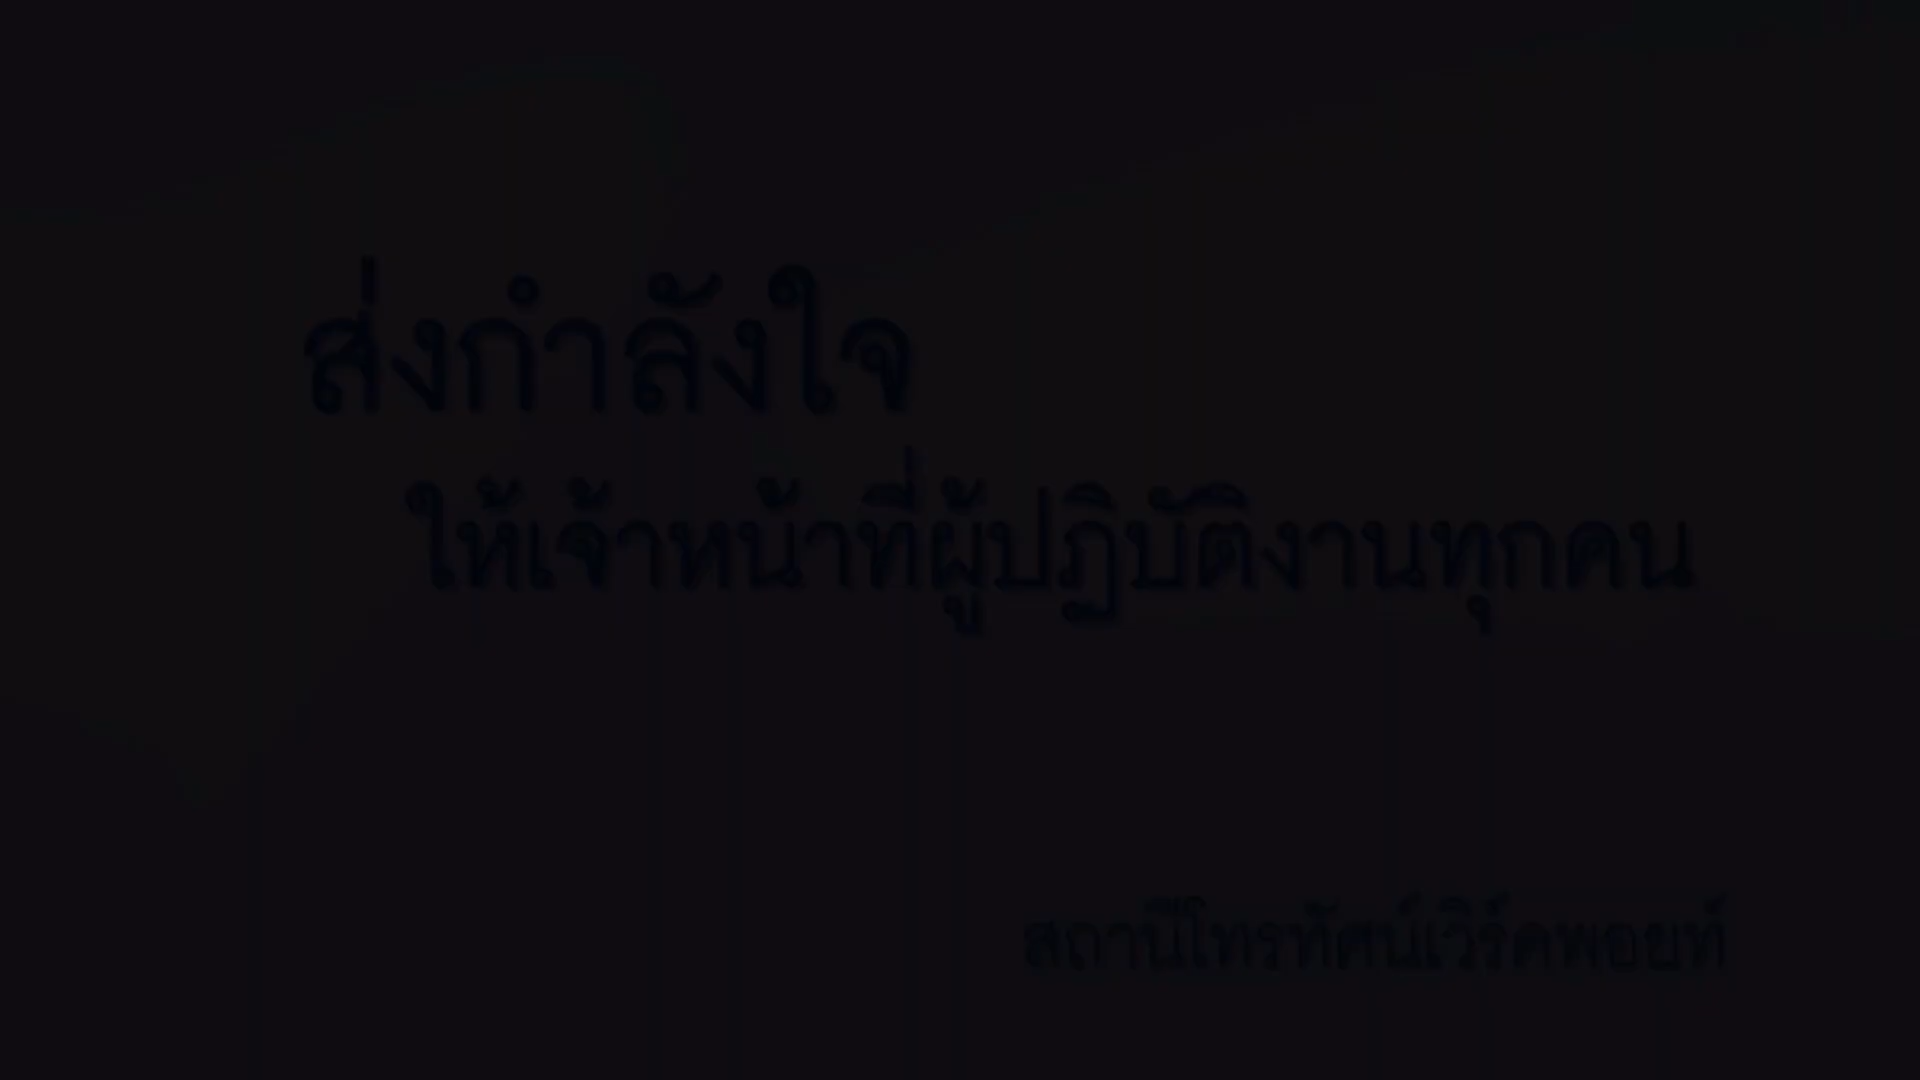 ส่งกำลังใจ
ให้เจ้าหน้าที่ผู้ปฏิบัติงานทุกคน
สถานีโทรทัศน์เวิร์คพอยท์